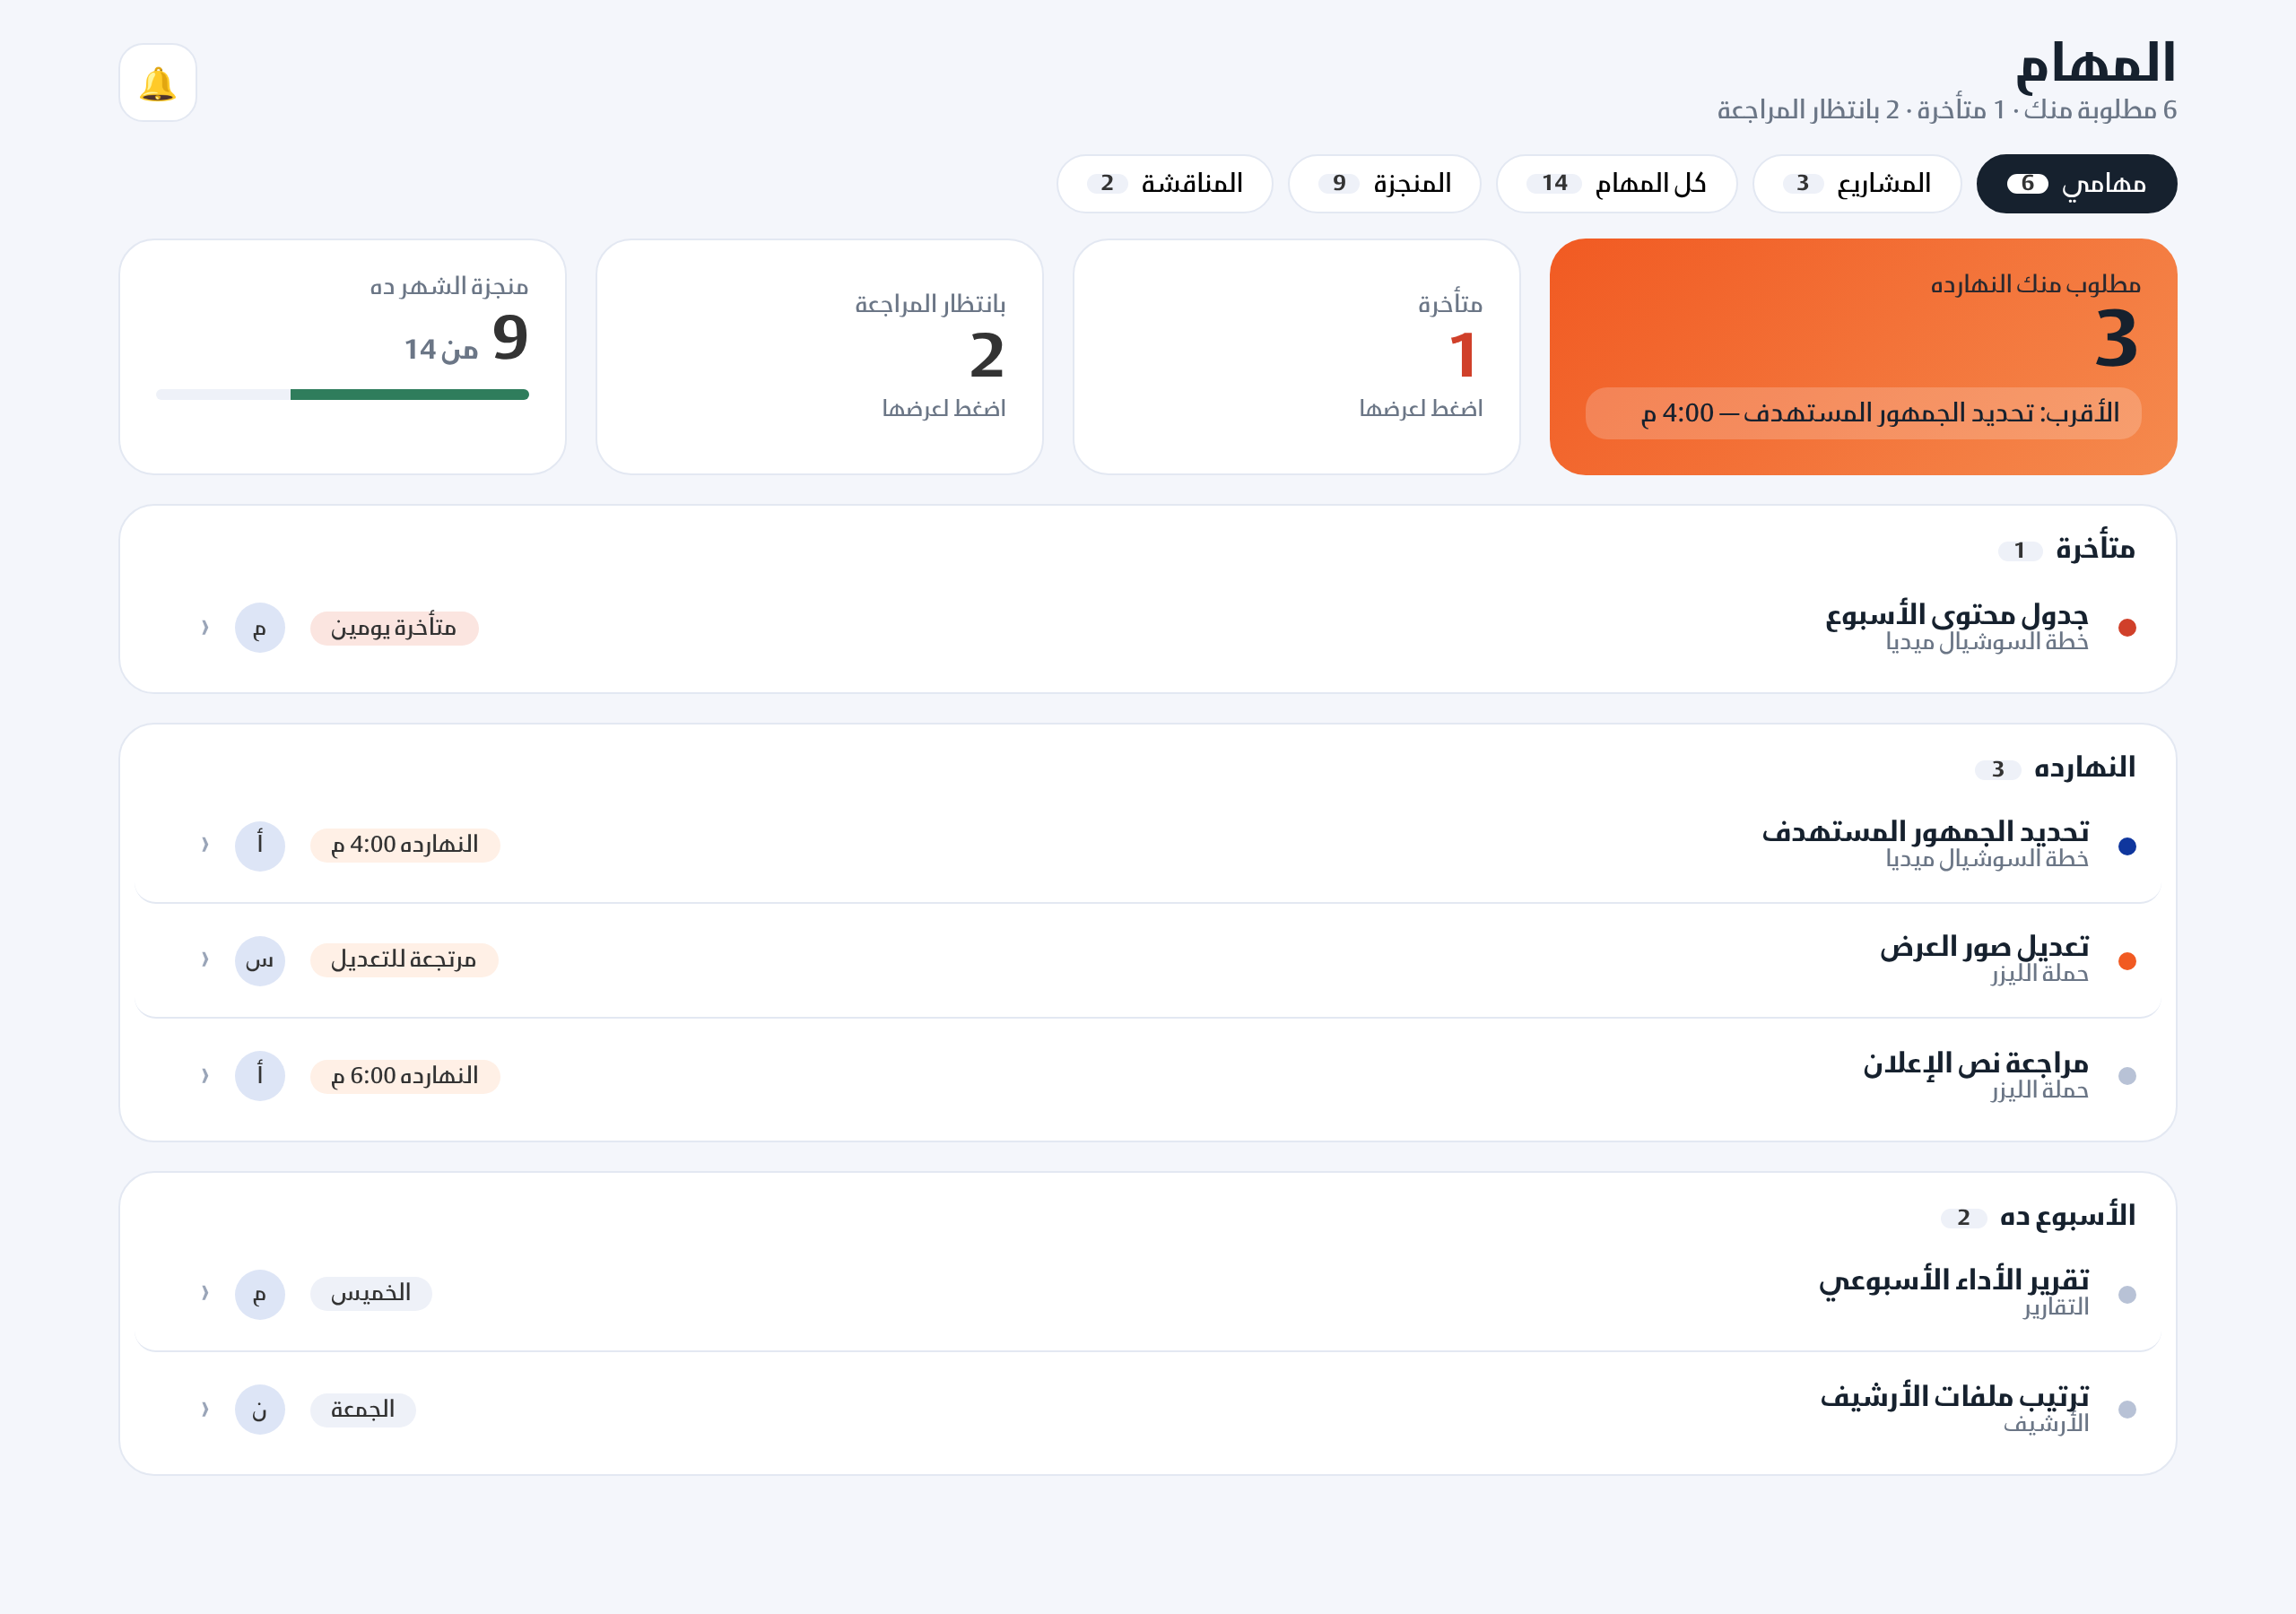 المهام
6 مطلوبة منك · 1 متأخرة · 2 بانتظار المراجعة
مهامي 6
المشاريع 3
كل المهام 14
المنجزة 9
المناقشة 2
مطلوب منك النهارده
3
الأقرب: تحديد الجمهور المستهدف — 4:00 م
متأخرة
1
اضغط لعرضها
بانتظار المراجعة
2
اضغط لعرضها
منجزة الشهر ده
9 من 14
متأخرة 1
جدول محتوى الأسبوع
خطة السوشيال ميديا
متأخرة يومين
م
النهارده 3
تحديد الجمهور المستهدف
خطة السوشيال ميديا
النهارده 4:00 م
أ
تعديل صور العرض
حملة الليزر
مرتجعة للتعديل
س
مراجعة نص الإعلان
حملة الليزر
النهارده 6:00 م
أ
الأسبوع ده 2
تقرير الأداء الأسبوعي
التقارير
الخميس
م
ترتيب ملفات الأرشيف
الأرشيف
الجمعة
ن